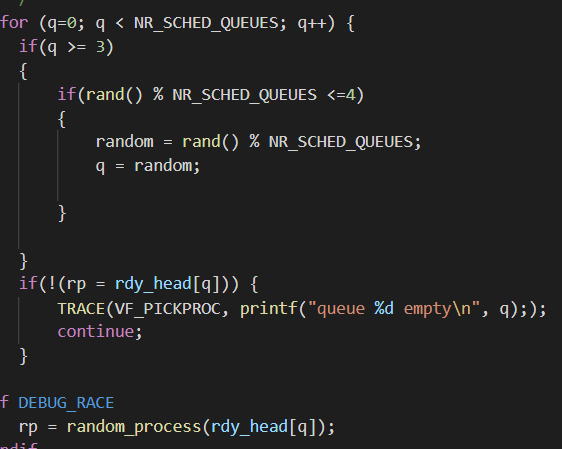 for (q=0; q < NR_SCHED_QUEUES; q++) {
if(q >= 3)
{
if(rand() % NR_SCHED_QUEUES <=4)
{
random = rand() % NR_SCHED_QUEUES;
q = random;
}
}
if(!(rp = rdy_head[q])) {
TRACE(VF_PICKPROC, printf("queue %d empty\n", q););
continue;
}
f DEBUG_RACE
rp = random_process(rdy_head[q]);
ndif